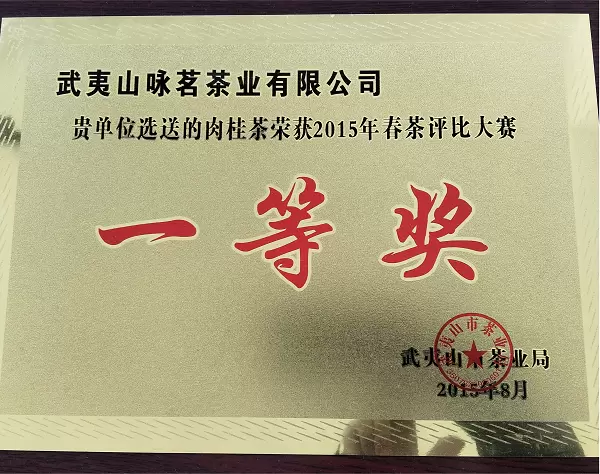 武夷山咏茗茶业有限公司
贵单位选送的肉桂茶荣获2015年春茶评比大赛
一等奖
武夷山市茶业局
2015年8月